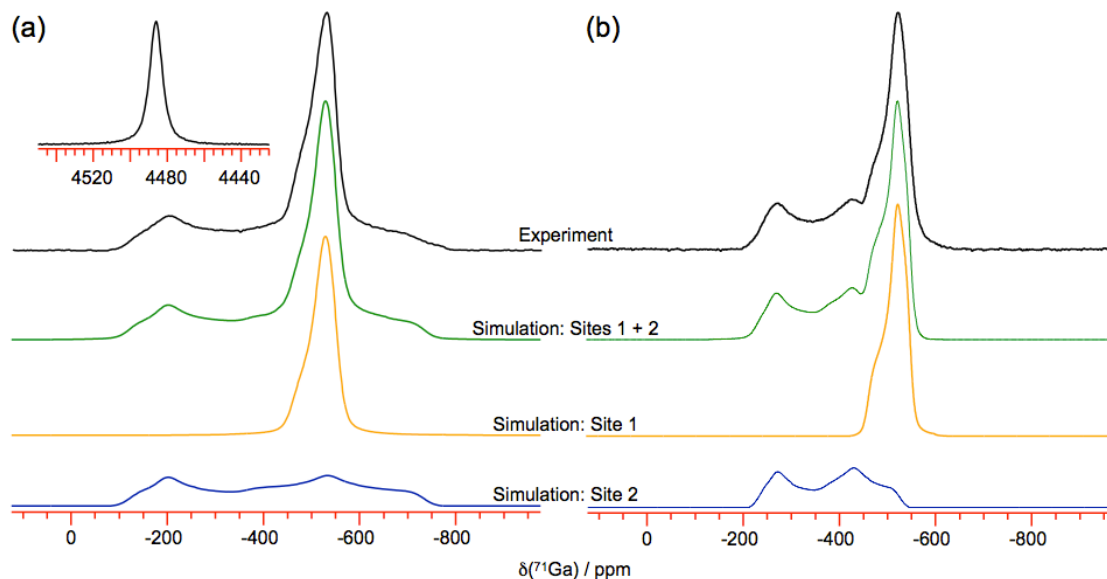 (a)
(b)
4520 4480 4440
Experiment
Simulation: Sites 1 + 2
Simulation: Site 1
Simulation: Site 2
0 -200 -400 -600 -800
0 -200 -400 -600 -800
δ(⁷¹Ga) / ppm